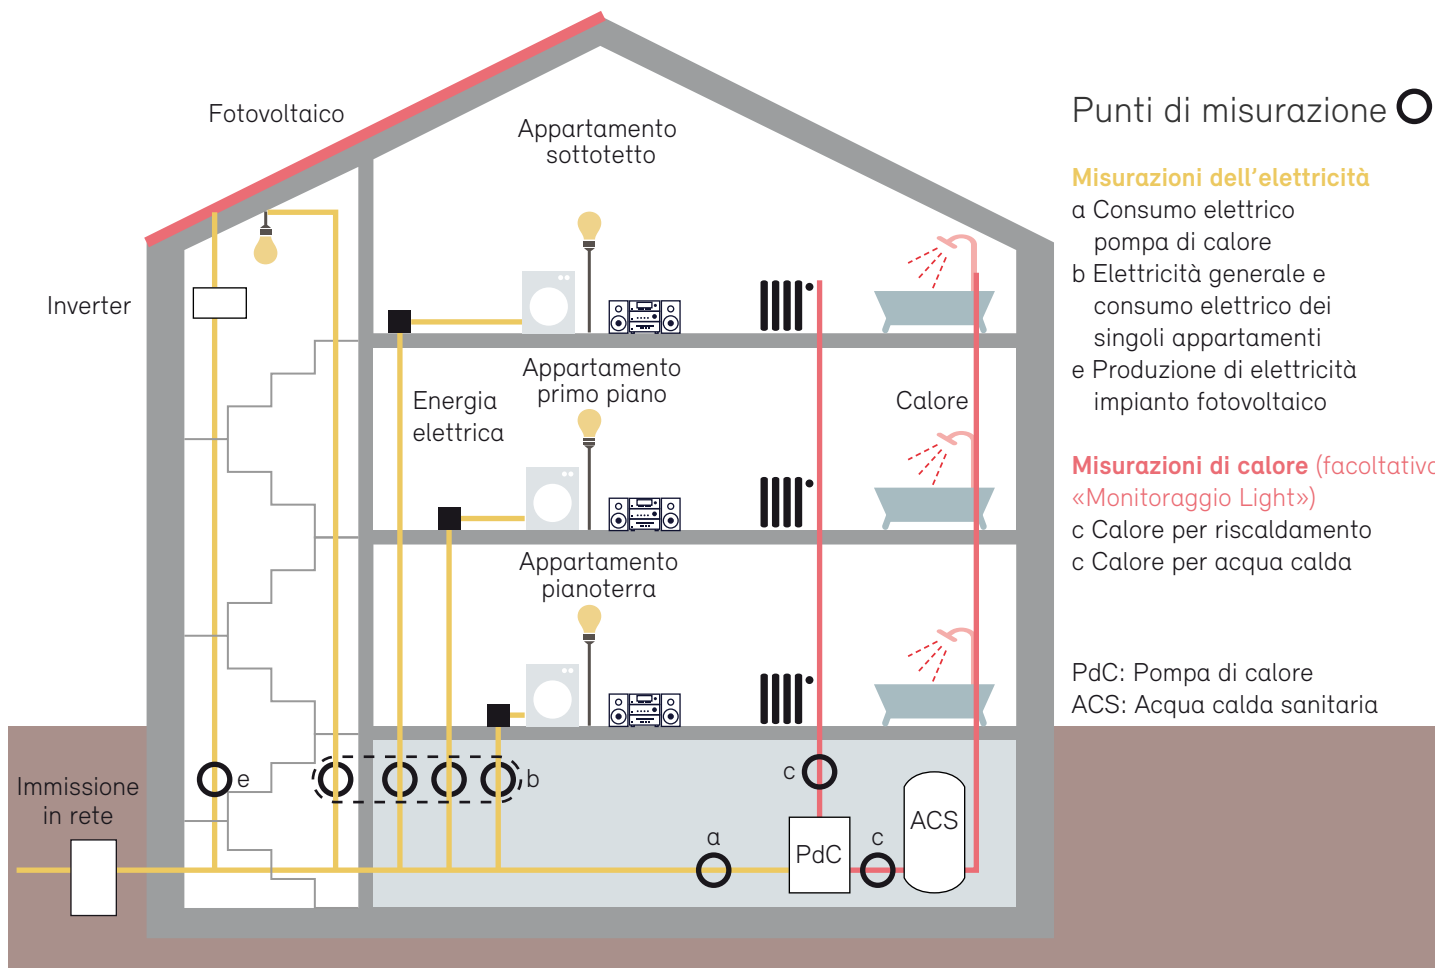 Fotovoltaico
Appartamento
sottotetto
Inverter
Appartamento
primo piano
Energia
elettrica
Calore
Appartamento
pianoterra
Immissione
in rete
e
b
c
a
c
PdC
ACS
Punti di misurazione
Misurazioni dell'elettricità
a Consumo elettrico
pompa di calore
b Elettricità generale e
consumo elettrico dei
singoli appartamenti
e Produzione di elettricità
impianto fotovoltaico
Misurazioni di calore (facoltativo
«Monitoraggio Light»)
c Calore per riscaldamento
c Calore per acqua calda
PdC: Pompa di calore
ACS: Acqua calda sanitaria